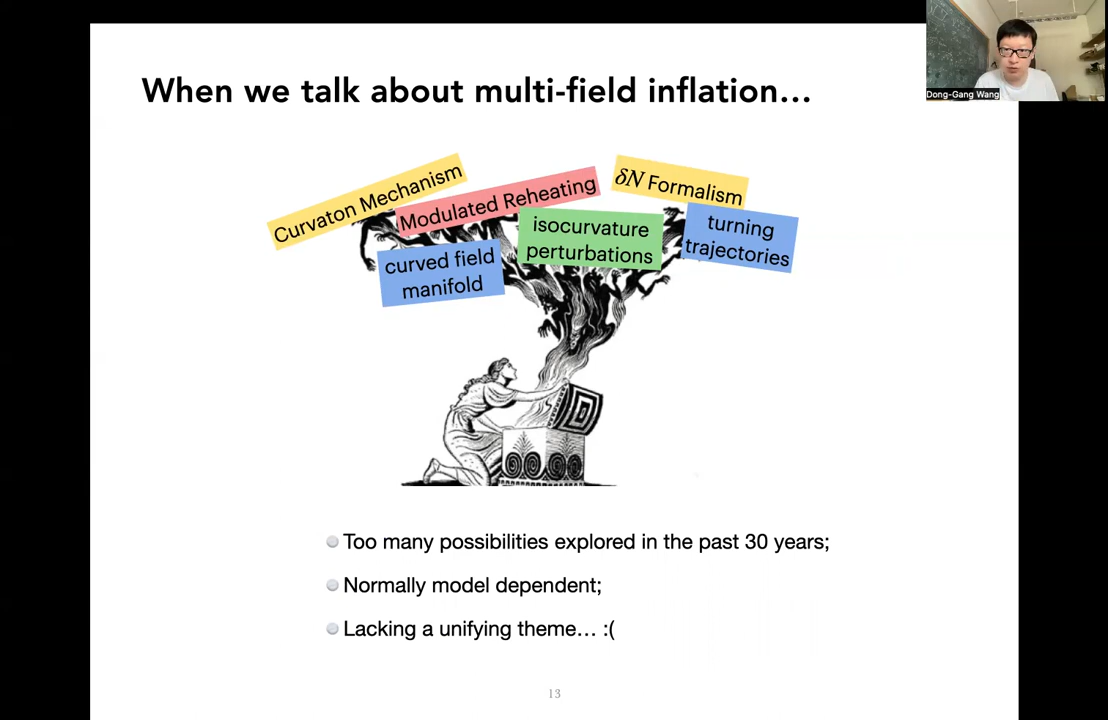 When we talk about multi-field inflation…
Dong-Gang Wang
Curvaton Mechanism
Modulated Reheating
δN Formalism
isocurvature
perturbations
turning
trajectories
curved field
manifold
Too many possibilities explored in the past 30 years;
Normally model dependent;
Lacking a unifying theme… :(
13